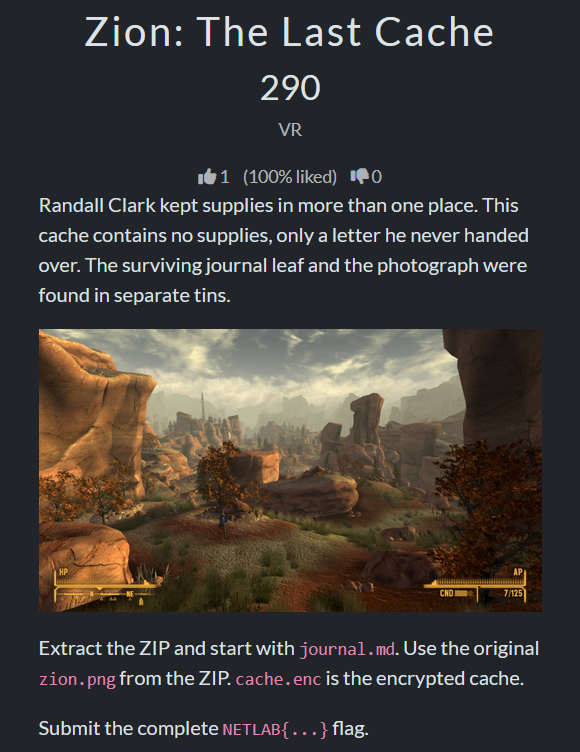 Zion: The Last Cache
290
VR
1 (100% liked) 0
Randall Clark kept supplies in more than one place. This
cache contains no supplies, only a letter he never handed
over. The surviving journal leaf and the photograph were
found in separate tins.
HP
AP
N NE
CND 7/125
Extract the ZIP and start with journal.md. Use the original
zion.png from the ZIP. cache.enc is the encrypted cache.
Submit the complete NETLAB{...} flag.